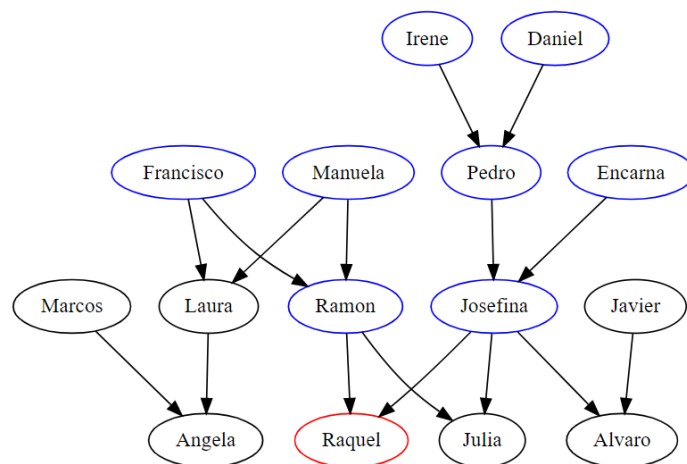 Irene
Daniel
Francisco
Manuela
Pedro
Encarna
Marcos
Laura
Ramon
Josefina
Javier
Angela
Raquel
Julia
Alvaro